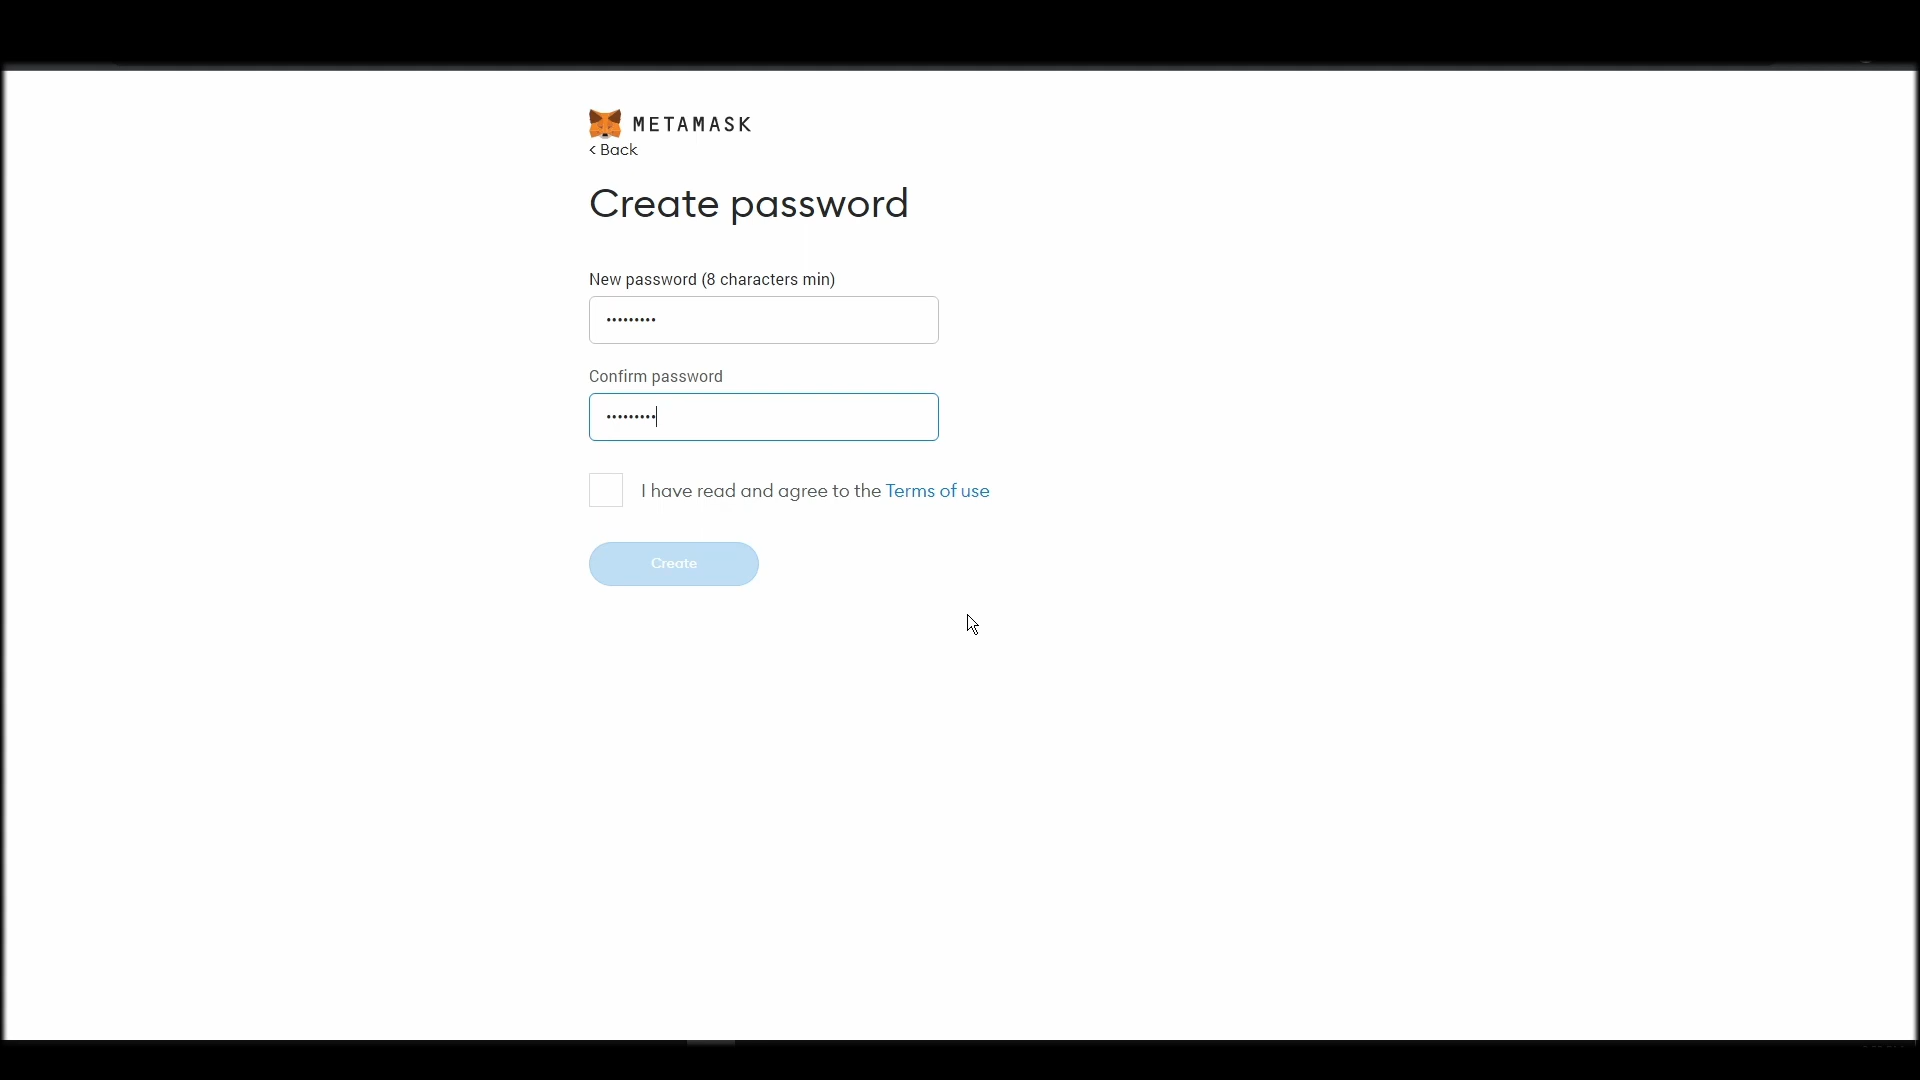 METAMASK
< Back
Create password
New password (8 characters min)
•••••••••
Confirm password
•••••••••
I have read and agree to the Terms of use
Create